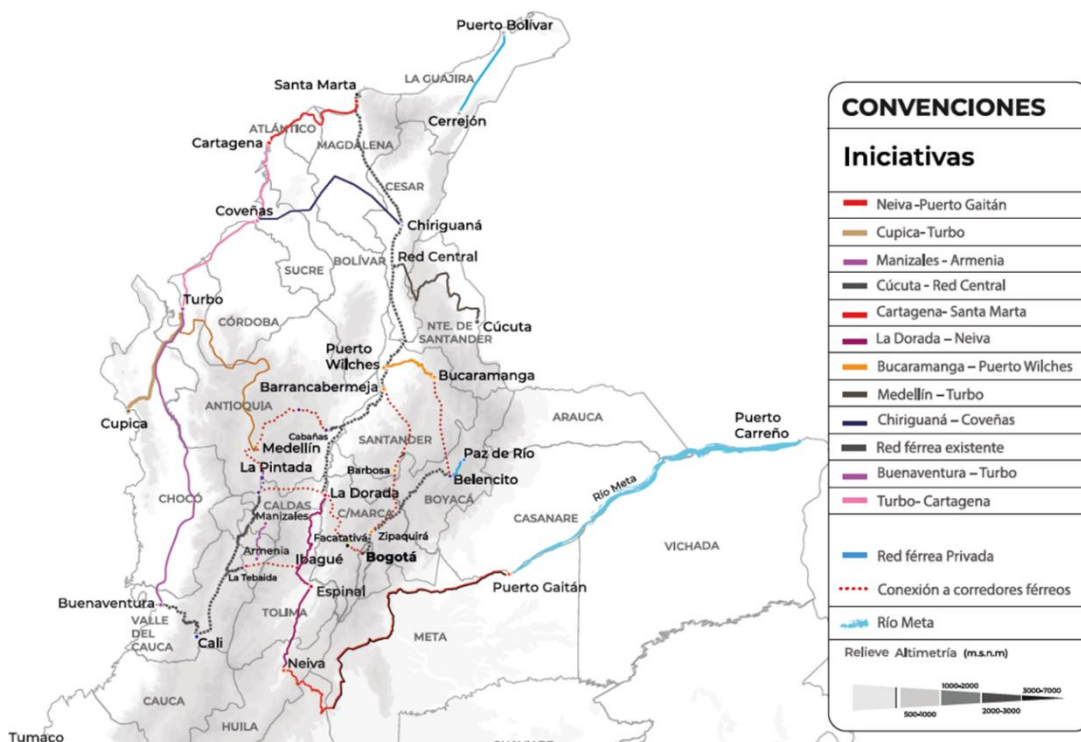 Puerto Bolívar
LA GUAJIRA
Santa Marta
Cerrejón
ATLÁNTICO
Cartagena
MAGDALENA
CESAR
Coveñas
Chiriguaná
BOLÍVAR
Red Central
SUCRE
Turbo
CÓRDOBA
NTE. DE
SANTANDER
Cúcuta
Puerto
Wilches
Bucaramanga
Barrancabermeja
ANTIOQUIA
ARAUCA
Cupica
Puerto
Carreño
Cabañas
SANTANDER
Medellín
Paz de Río
La Pintada
Barbosa
Belencito
Río Meta
CHOCÓ
La Dorada
BOYACÁ
CALDAS
C/MARCA
CASANARE
Manizales
Facatativá
Zipaquirá
VICHADA
Armenia
Bogotá
Ibagué
La Tebaida
Puerto Gaitán
Espinal
Buenaventura
TOLIMA
VALLE
DEL
CAUCA
Cali
META
Neiva
CAUCA
HUILA
Tumaco
CONVENCIONES
Iniciativas
Neiva-Puerto Gaitán
Cupica-Turbo
Manizales - Armenia
Cúcuta - Red Central
Cartagena- Santa Marta
La Dorada – Neiva
Bucaramanga – Puerto Wilches
Medellín – Turbo
Chiriguaná – Coveñas
Red férrea existente
Buenaventura – Turbo
Turbo- Cartagena
Red férrea Privada
Conexión a corredores férreos
Río Meta
Relieve Altimetría (m.s.n.m)
1000-2000
3000-7000
500-1000
2000-3000